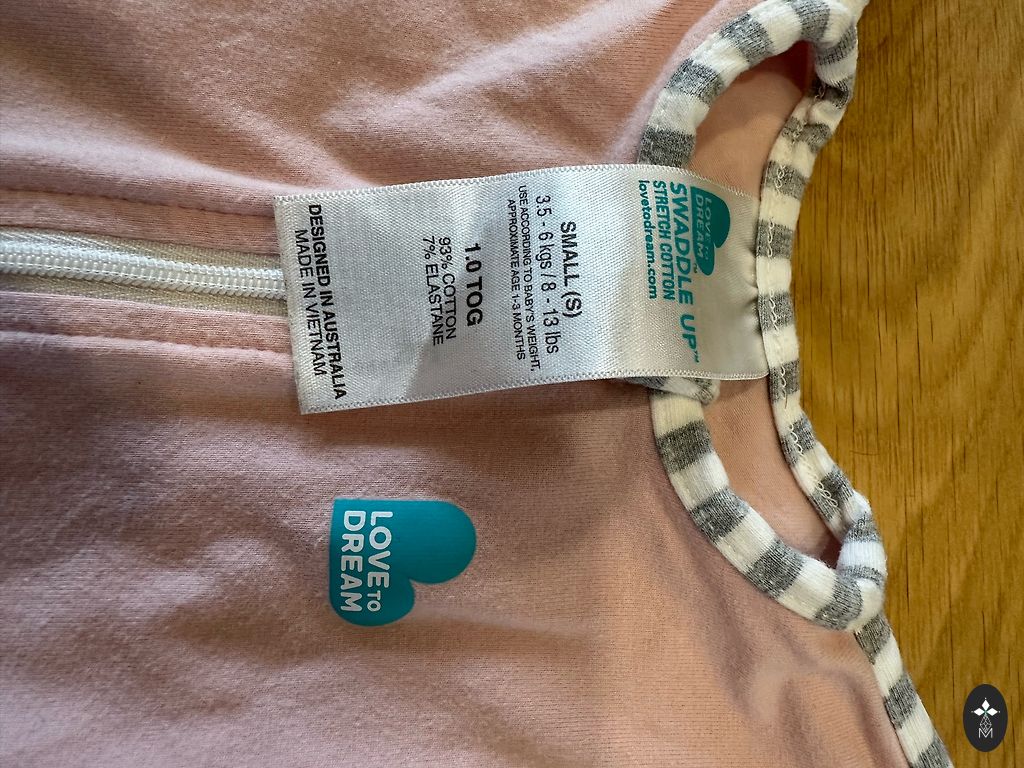 LOVE TO
DREAM™
SWADDLE UP™
STRETCH COTTON
lovetodream.com
SMALL (S)
3.5 - 6 kgs / 8 - 13 lbs
USE ACCORDING TO BABY'S WEIGHT,
APPROXIMATE AGE 1-3 MONTHS
1.0 TOG
93% COTTON
7% ELASTANE
DESIGNED IN AUSTRALIA
MADE IN VIETNAM
LOVE TO
DREAM
M